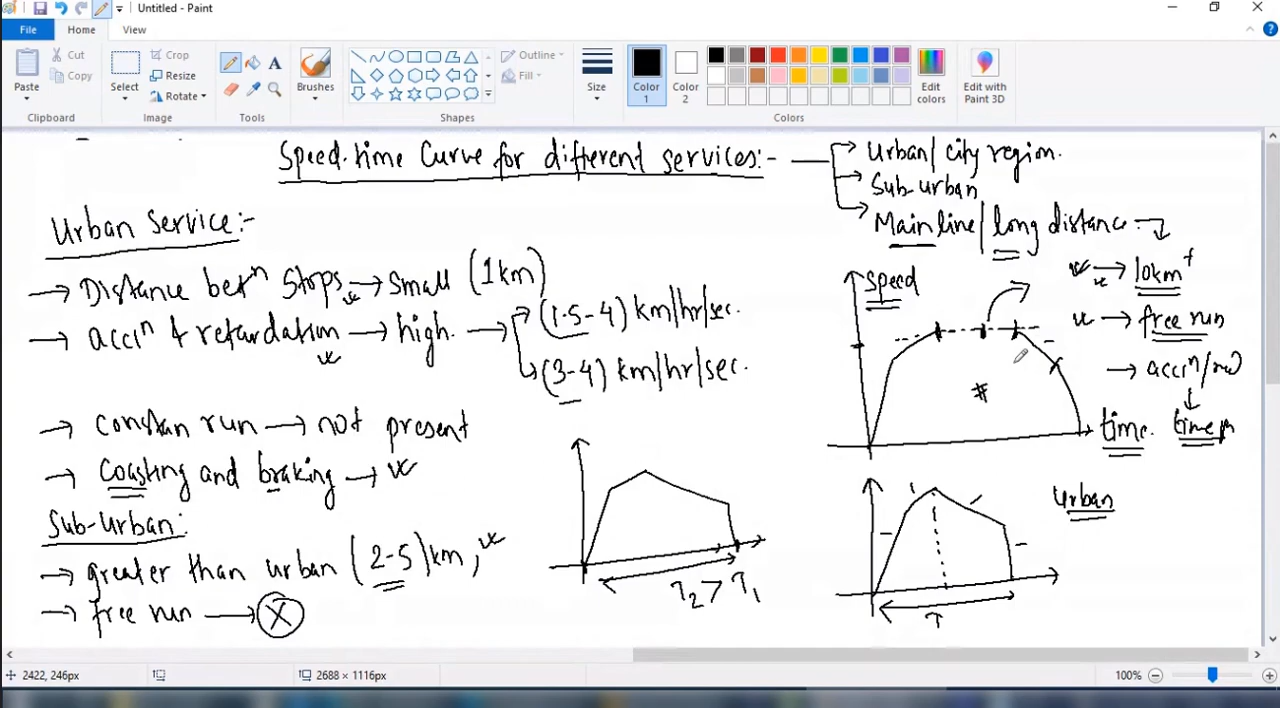 Untitled - Paint
File Home View
Cut
Copy
Paste
Clipboard
Select
Crop
Resize
Rotate
Image
Tools
Brushes
Outline
Fill
Shapes
Size
Color 1
Color 2
Edit colors
Edit with Paint 3D
Colors
Speed-time Curve for different services:-
Urban/city region.
Sub-urban
Main line/long distance
Urban Service:-
→ Distance betn stops → small (1km)
→ acclⁿ & retardation → high. → (1.5-4) km/hr/sec.
(3-4) km/hr/sec.
→ constan run → not present
→ coasting and braking →
Sub-urban:
→ greater than urban (2-5) km,
→ free run → X
T2 > T1
speed
→ 10km+
→ free run
→ acclⁿ/
time.
time
urban
T
2422, 246px
2688 × 1116px
100%